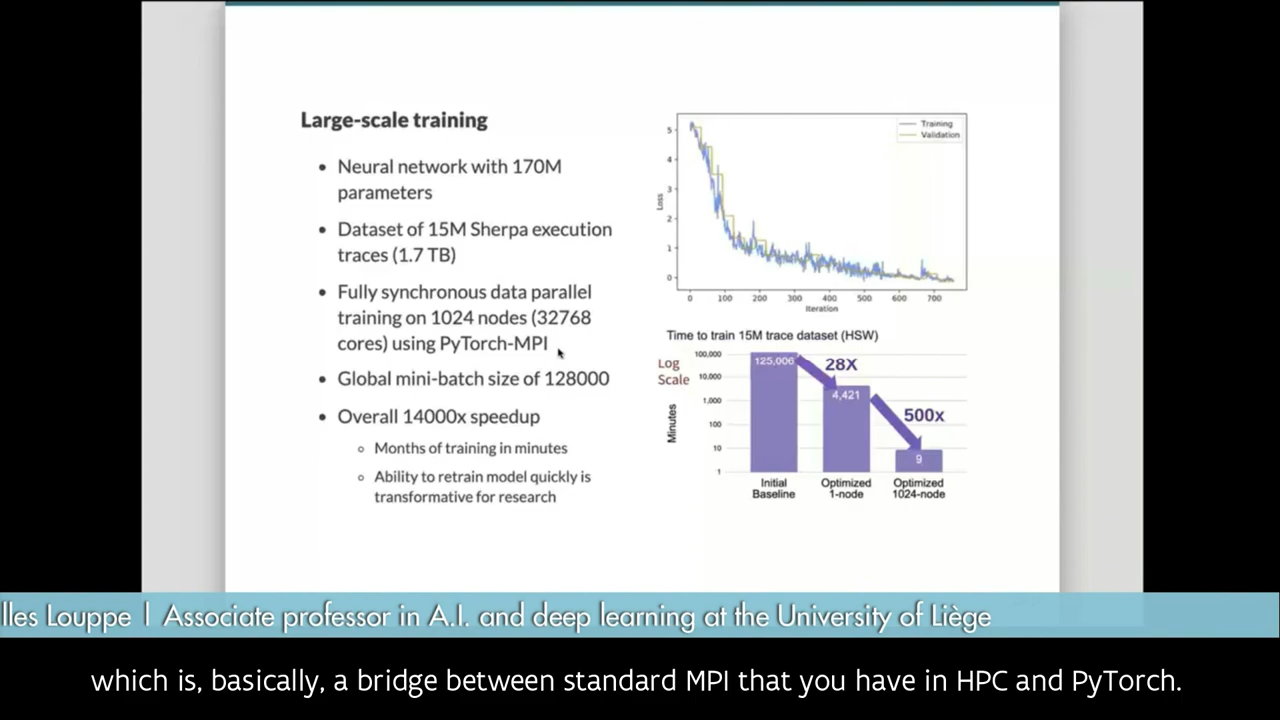 Large-scale training
• Neural network with 170M
parameters
• Dataset of 15M Sherpa execution
traces (1.7 TB)
• Fully synchronous data parallel
training on 1024 nodes (32768
cores) using PyTorch-MPI
• Global mini-batch size of 128000
• Overall 14000x speedup
◦ Months of training in minutes
◦ Ability to retrain model quickly is
transformative for research
Training
Validation
5
4
3
2
1
0
Loss
0 100 200 300 400 500 600 700
Iteration
Time to train 15M trace dataset (HSW)
Log
Scale
Minutes
100,000
10,000
1,000
100
10
1
125,006
28X
4,421
500x
9
Initial
Baseline
Optimized
1-node
Optimized
1024-node
lles Louppe | Associate professor in A.I. and deep learning at the University of Liège
which is, basically, a bridge between standard MPI that you have in HPC and PyTorch.